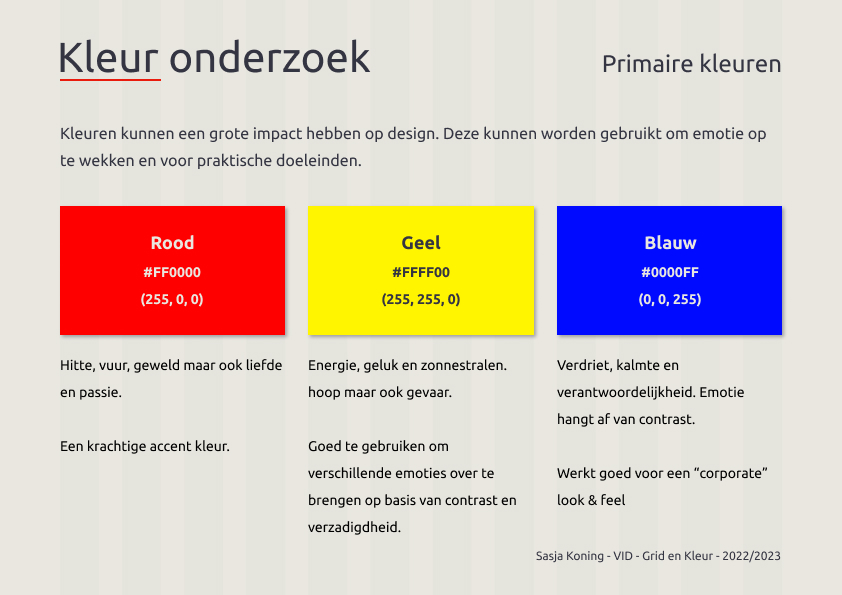 Kleur onderzoek
Primaire kleuren
Kleuren kunnen een grote impact hebben op design. Deze kunnen worden gebruikt om emotie op
te wekken en voor praktische doeleinden.
Rood
#FF0000
(255, 0, 0)
Geel
#FFFF00
(255, 255, 0)
Blauw
#0000FF
(0, 0, 255)
Hitte, vuur, geweld maar ook liefde
en passie.
Een krachtige accent kleur.
Energie, geluk en zonnestralen.
hoop maar ook gevaar.
Goed te gebruiken om
verschillende emoties over te
brengen op basis van contrast en
verzadigdheid.
Verdriet, kalmte en
verantwoordelijkheid. Emotie
hangt af van contrast.
Werkt goed voor een “corporate”
look & feel
Sasja Koning - VID - Grid en Kleur - 2022/2023